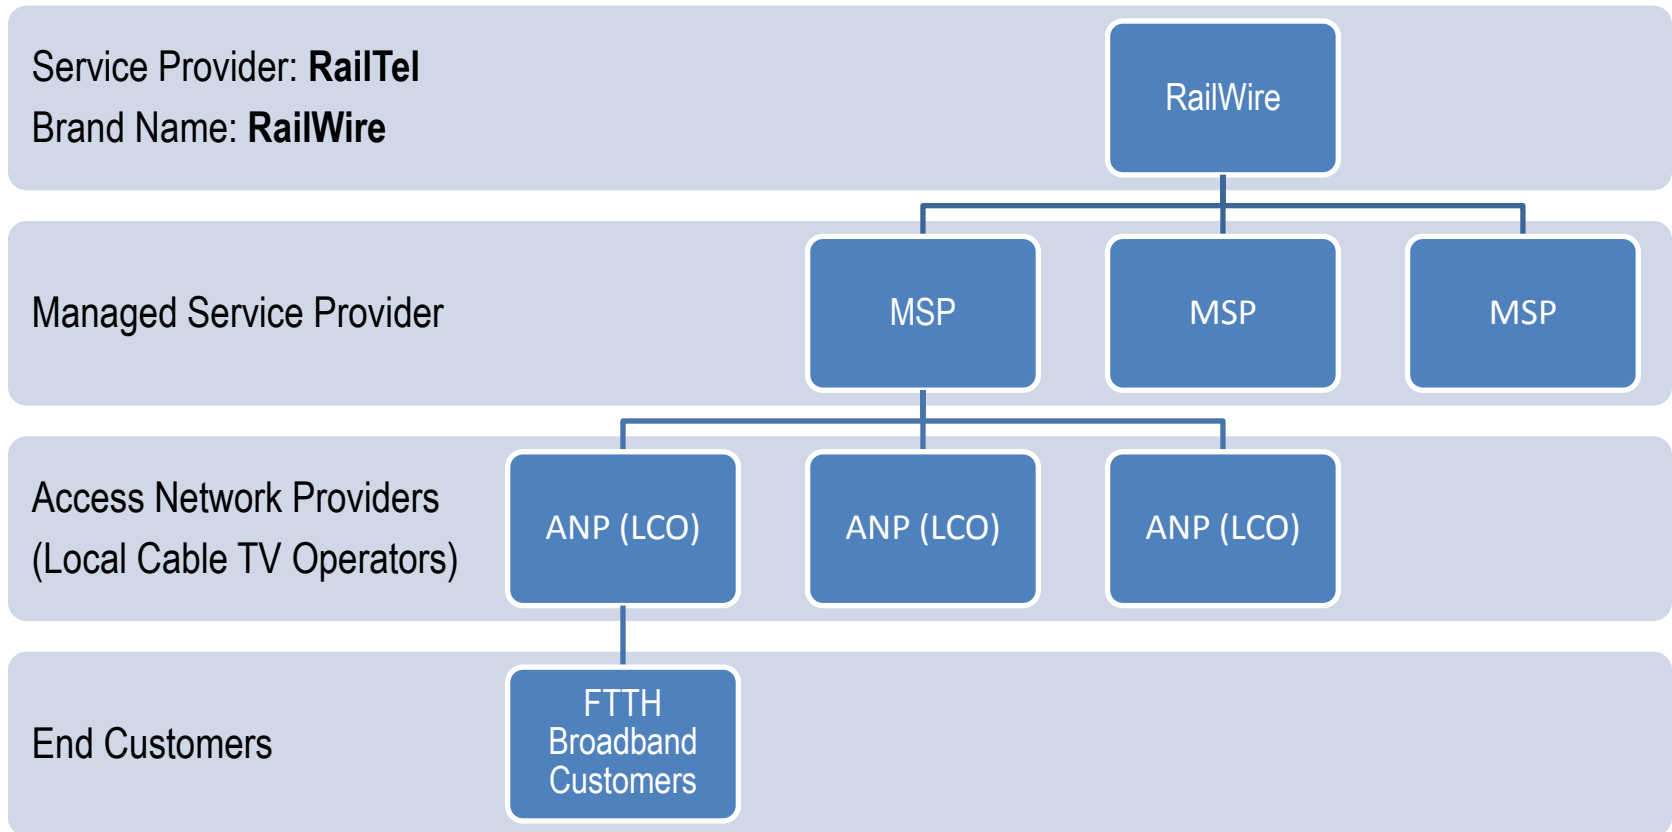 Service Provider: RailTel
Brand Name: RailWire
RailWire
Managed Service Provider
MSP
MSP
MSP
Access Network Providers
(Local Cable TV Operators)
ANP (LCO)
ANP (LCO)
ANP (LCO)
End Customers
FTTH
Broadband
Customers